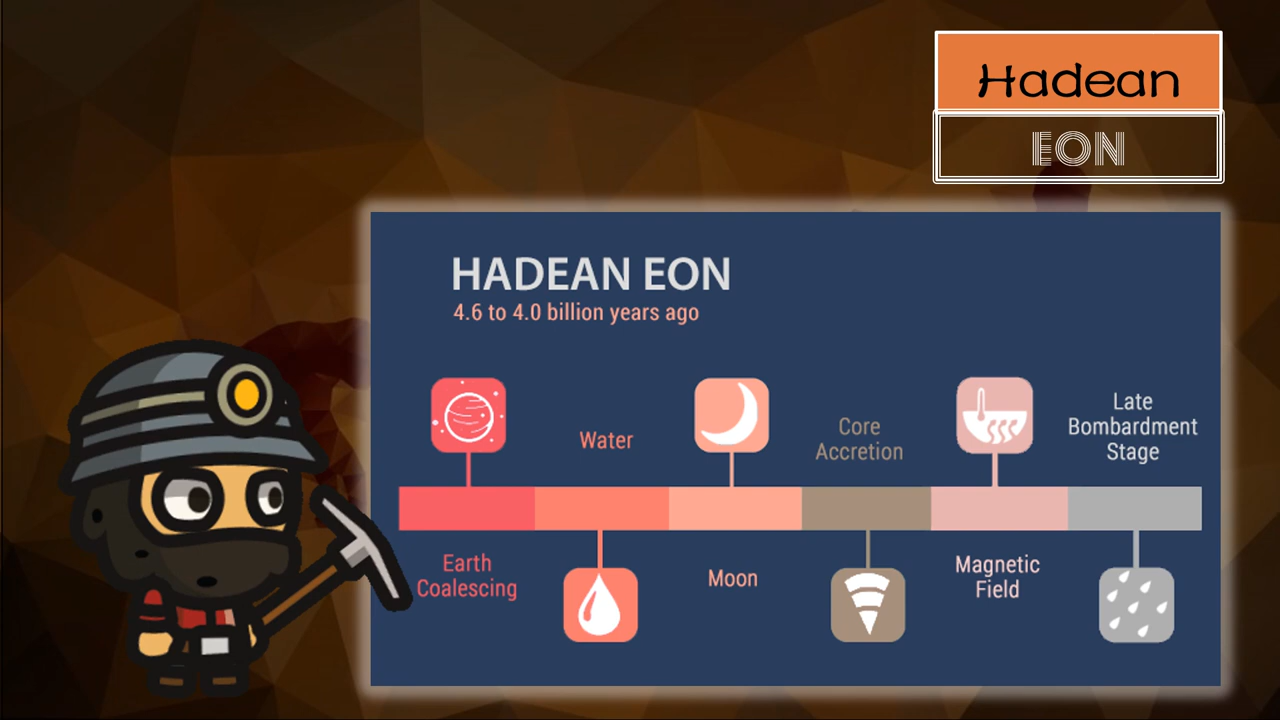 Hadean
EON
HADEAN EON
4.6 to 4.0 billion years ago
Earth
Coalescing
Water
Moon
Core
Accretion
Magnetic
Field
Late
Bombardment
Stage